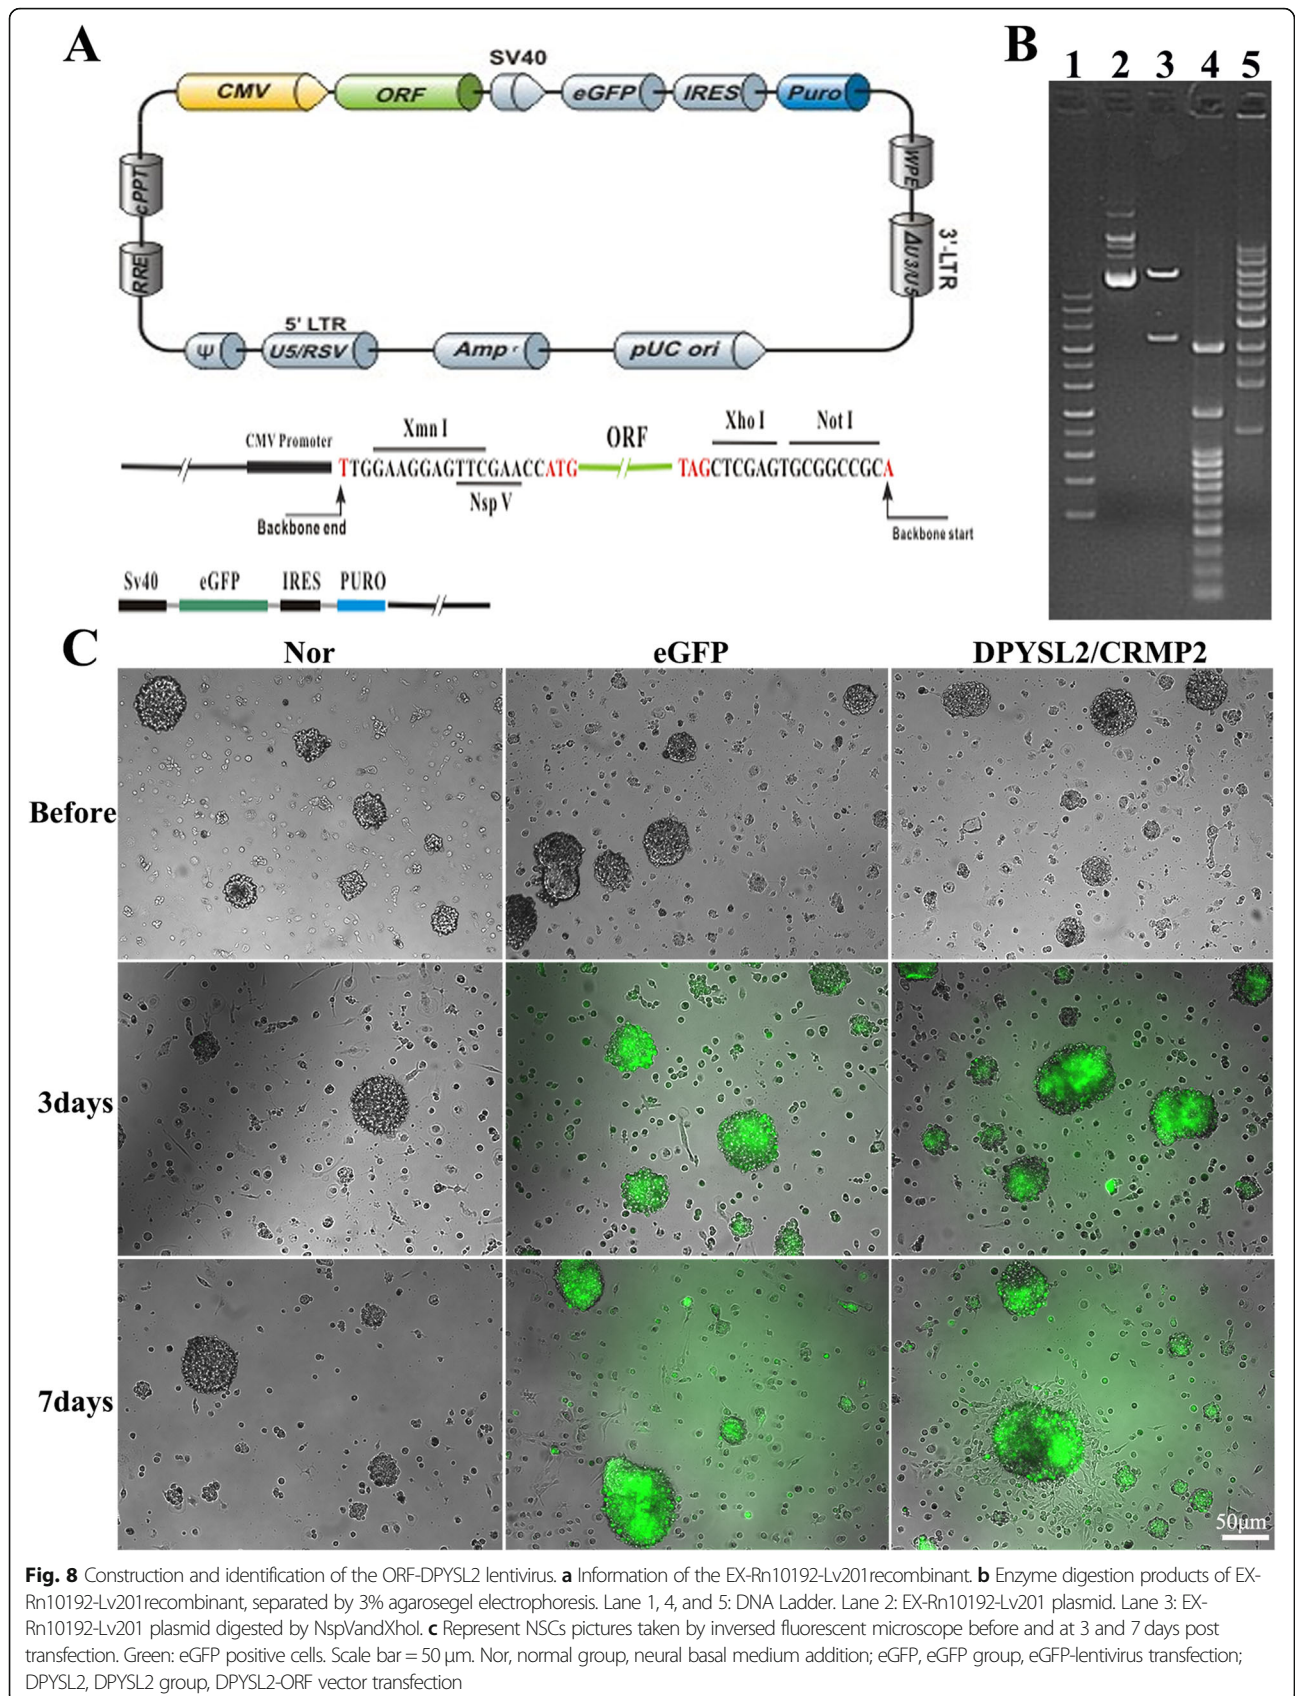 A
B
SV40
CMV
ORF
eGFP
IRES
Puro
1 2 3 4 5
cPPT
WPE
RRE
ΔU3/U5
3'-LTR
5' LTR
Ψ
U5/RSV
Amp r
pUC ori
Xmn I
Xho I
Not I
CMV Promoter
ORF
TTGGAAGGAGTTCGAACCATG
TAGCTCGAGTGCGGCCGCA
Nsp V
Backbone end
Backbone start
Sv40
eGFP
IRES
PURO
C
Nor
eGFP
DPYSL2/CRMP2
Before
3days
7days
50μm
Fig. 8 Construction and identification of the ORF-DPYSL2 lentivirus. a Information of the EX-Rn10192-Lv201recombinant. b Enzyme digestion products of EX-
Rn10192-Lv201recombinant, separated by 3% agarosegel electrophoresis. Lane 1, 4, and 5: DNA Ladder. Lane 2: EX-Rn10192-Lv201 plasmid. Lane 3: EX-
Rn10192-Lv201 plasmid digested by NspVandXhoI. c Represent NSCs pictures taken by inversed fluorescent microscope before and at 3 and 7 days post
transfection. Green: eGFP positive cells. Scale bar = 50 μm. Nor, normal group, neural basal medium addition; eGFP, eGFP group, eGFP-lentivirus transfection;
DPYSL2, DPYSL2 group, DPYSL2-ORF vector transfection